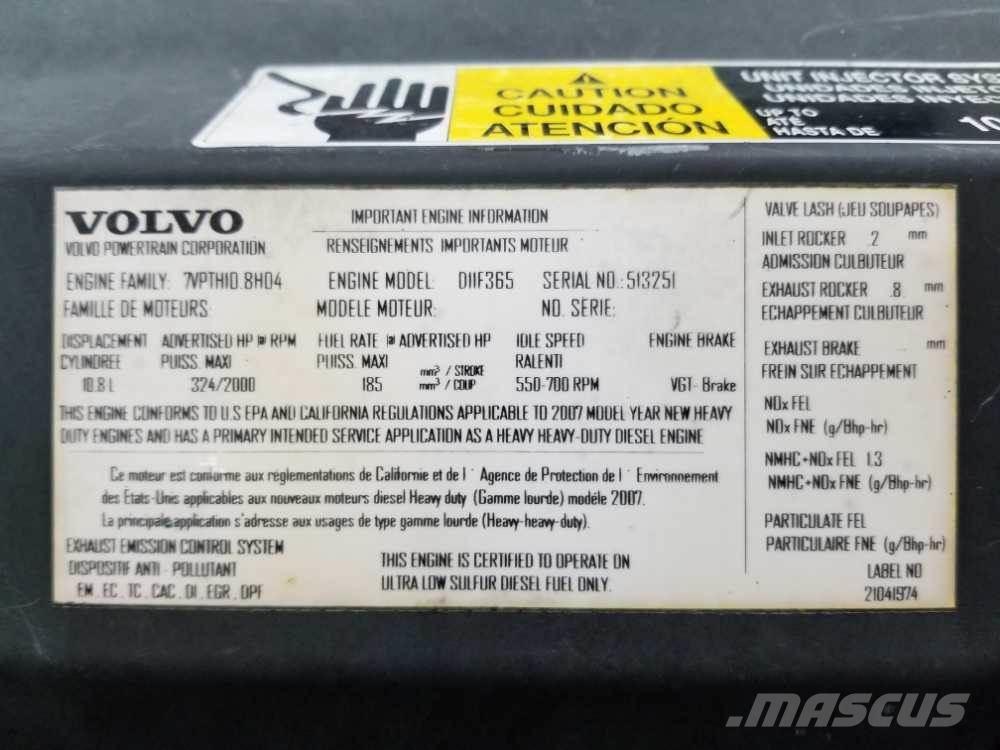 CAUTION
CUIDADO
ATENCIÓN
UNIT INJECTOR
UNIDADES
UNIDADES
UP TO
ATÉ
HASTA DE
10
VOLVO
VOLVO POWERTRAIN CORPORATION
IMPORTANT ENGINE INFORMATION
RENSEIGNEMENTS IMPORTANTS MOTEUR
ENGINE FAMILY: 7VPTH10.8H04 ENGINE MODEL: D11F365 SERIAL NO.: 513251
FAMILLE DE MOTEURS: MODELE MOTEUR: NO. SÉRIE:
DISPLACEMENT ADVERTISED HP @ RPM FUEL RATE @ ADVERTISED HP IDLE SPEED ENGINE BRAKE
CYLINDREE PUISS. MAXI PUISS. MAXI mm³ / STROKE RALENTI
10.8 L 324/2000 185 mm³ / COUP 550-700 RPM VGT- Brake
THIS ENGINE CONFORMS TO U.S EPA AND CALIFORNIA REGULATIONS APPLICABLE TO 2007 MODEL YEAR NEW HEAVY
DUTY ENGINES AND HAS A PRIMARY INTENDED SERVICE APPLICATION AS A HEAVY HEAVY-DUTY DIESEL ENGINE
Ce moteur est conforme aux réglementations de Californie et de l' Agence de Protection de l' Environnement
des États-Unis applicables aux nouveaux moteurs diesel Heavy duty (Gamme lourde) modèle 2007.
La principale application s'adresse aux usages de type gamme lourde (Heavy-heavy-duty).
EXHAUST EMISSION CONTROL SYSTEM
DISPOSITIF ANTI - POLLUTANT
EM , EC , TC , CAC , DI , EGR , DPF
THIS ENGINE IS CERTIFIED TO OPERATE ON
ULTRA LOW SULFUR DIESEL FUEL ONLY.
VALVE LASH (JEU SOUPAPES)
INLET ROCKER .2 mm
ADMISSION CULBUTEUR
EXHAUST ROCKER .8 mm
ECHAPPEMENT CULBUTEUR
EXHAUST BRAKE mm
FREIN SUR ECHAPPEMENT
NOx FEL
NOx FNE (g/Bhp-hr)
NMHC+NOx FEL 1.3
NMHC+NOx FNE (g/Bhp-hr)
PARTICULATE FEL
PARTICULAIRE FNE (g/Bhp-hr)
LABEL NO
21041974
MASCUS